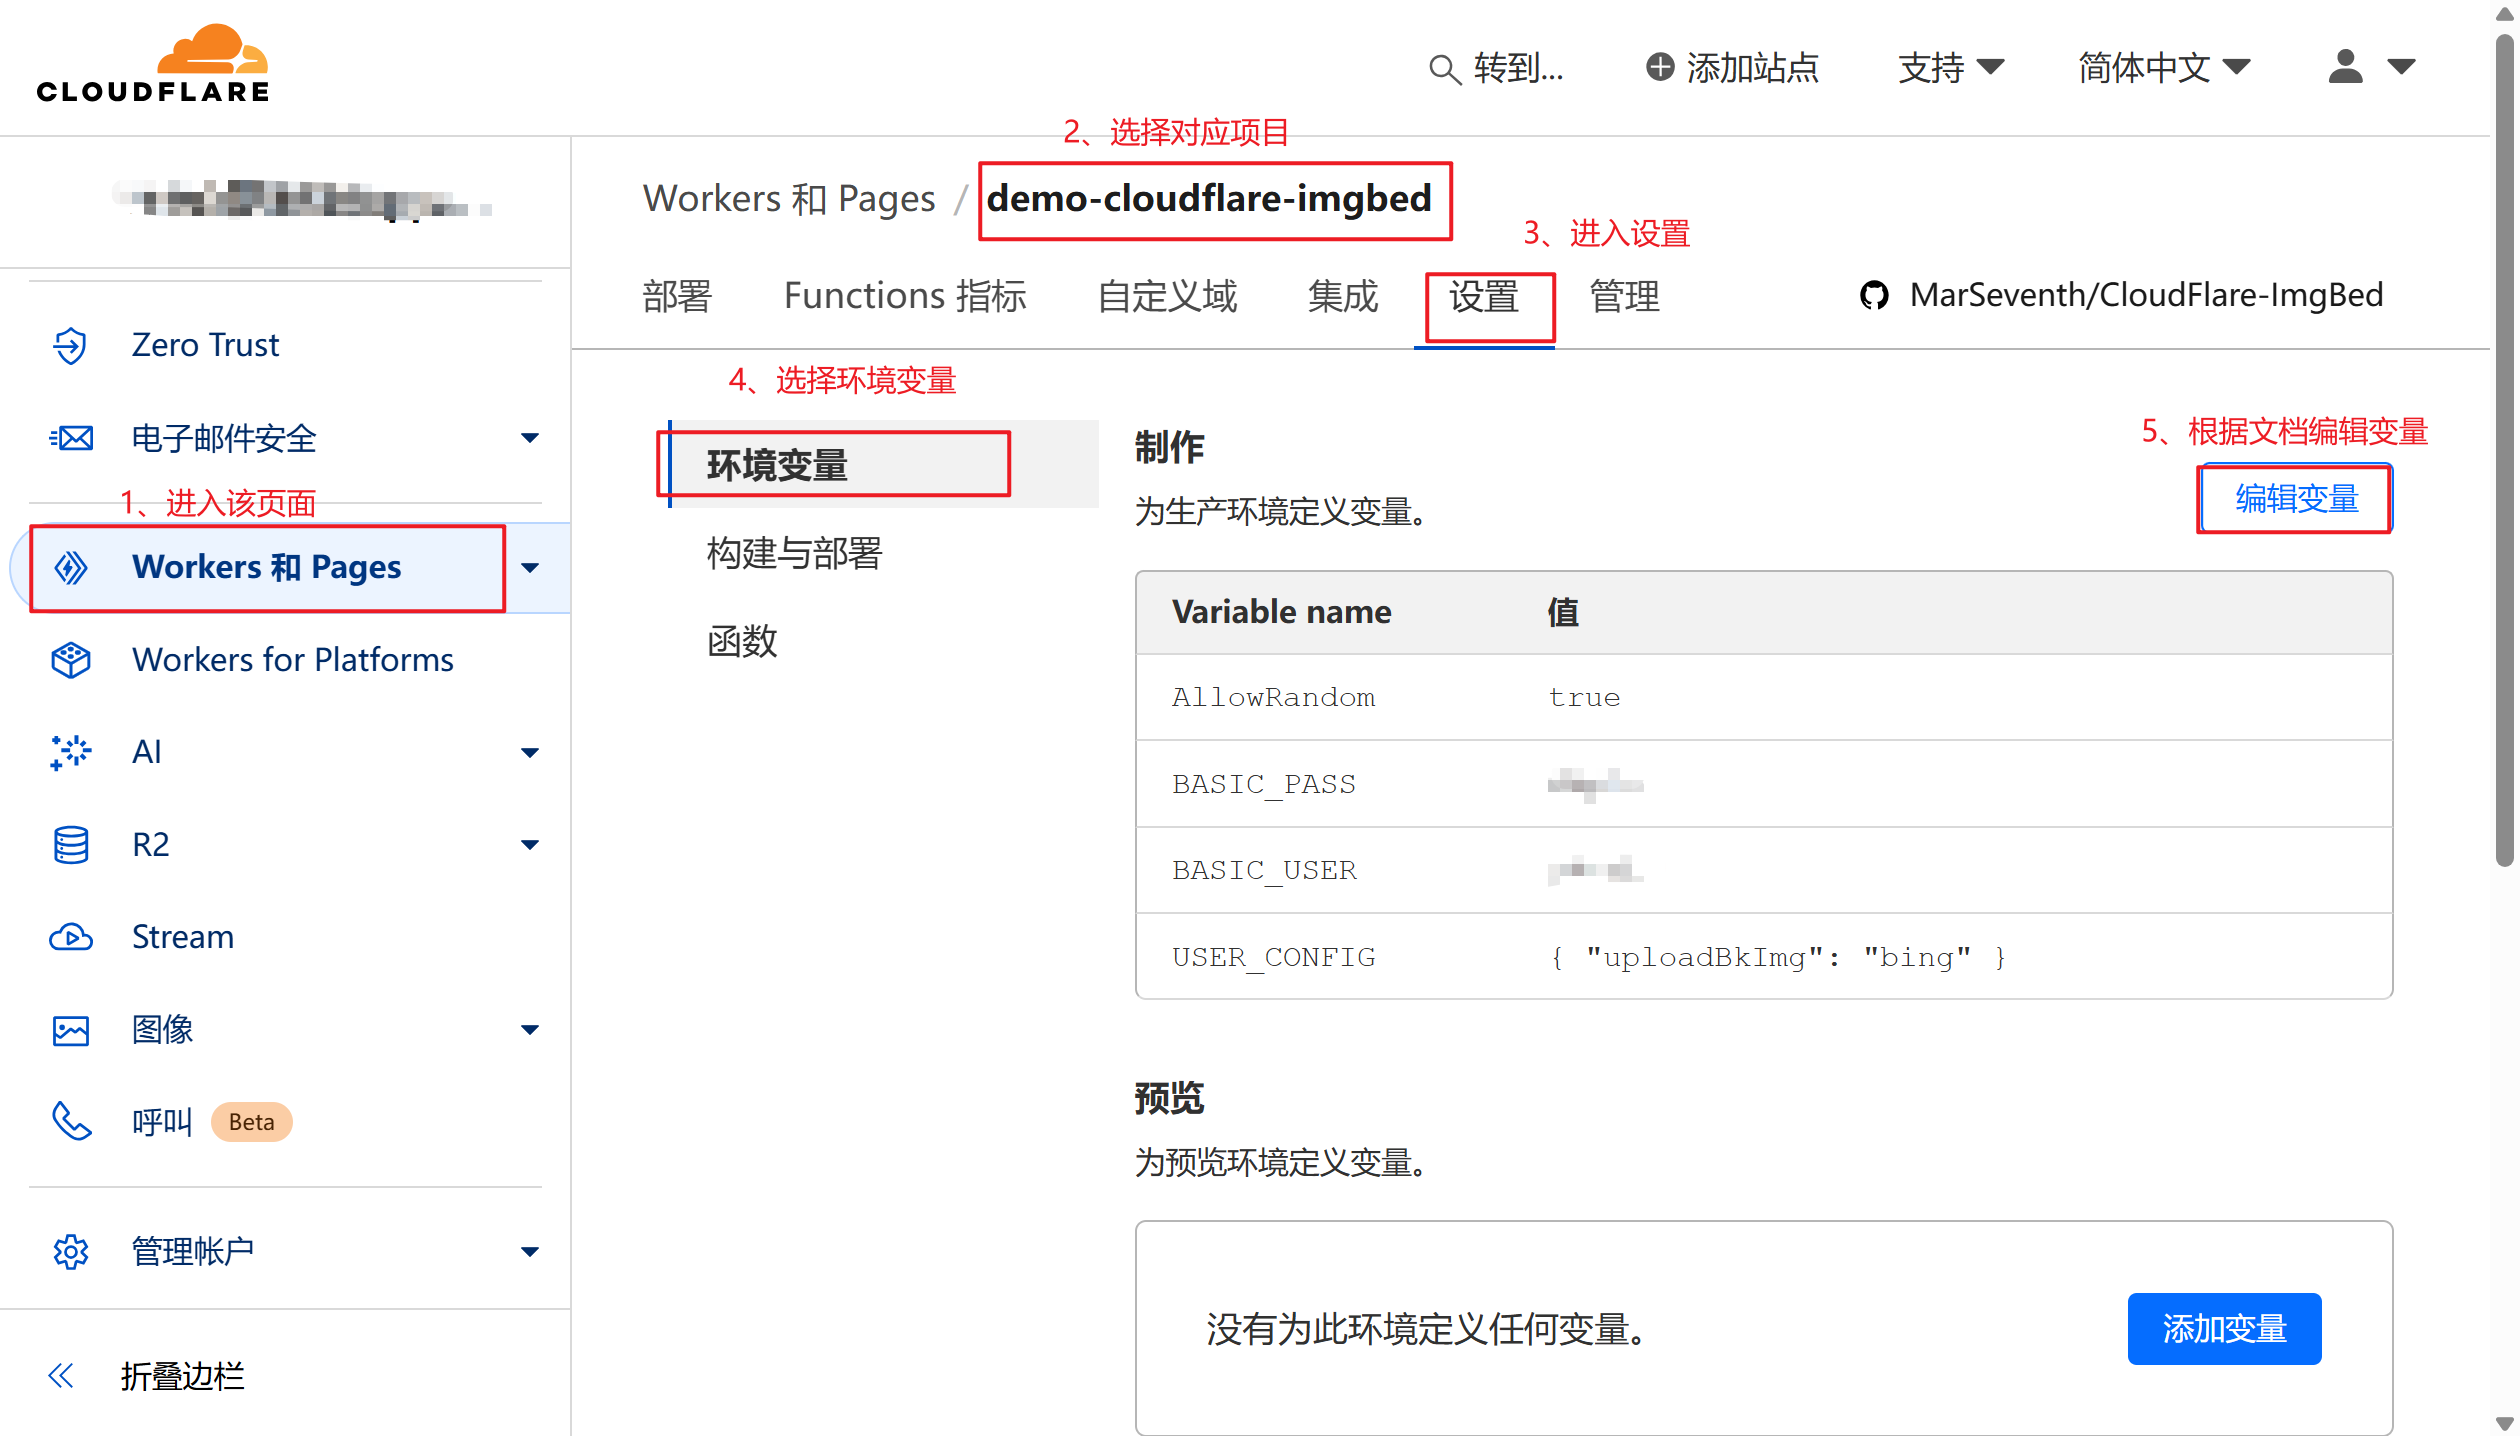 CLOUDFLARE
转到...
添加站点
支持
简体中文
2、选择对应项目
Workers 和 Pages / demo-cloudflare-imgbed
3、进入设置
部署
Functions 指标
自定义域
集成
设置
管理
MarSeventh/CloudFlare-ImgBed
Zero Trust
电子邮件安全
1、进入该页面
Workers 和 Pages
Workers for Platforms
AI
R2
Stream
图像
呼叫 Beta
管理帐户
折叠边栏
4、选择环境变量
环境变量
构建与部署
函数
制作
为生产环境定义变量。
5、根据文档编辑变量
编辑变量
Variable name 值
AllowRandom true
BASIC_PASS
BASIC_USER
USER_CONFIG { "uploadBkImg": "bing" }
预览
为预览环境定义变量。
没有为此环境定义任何变量。
添加变量